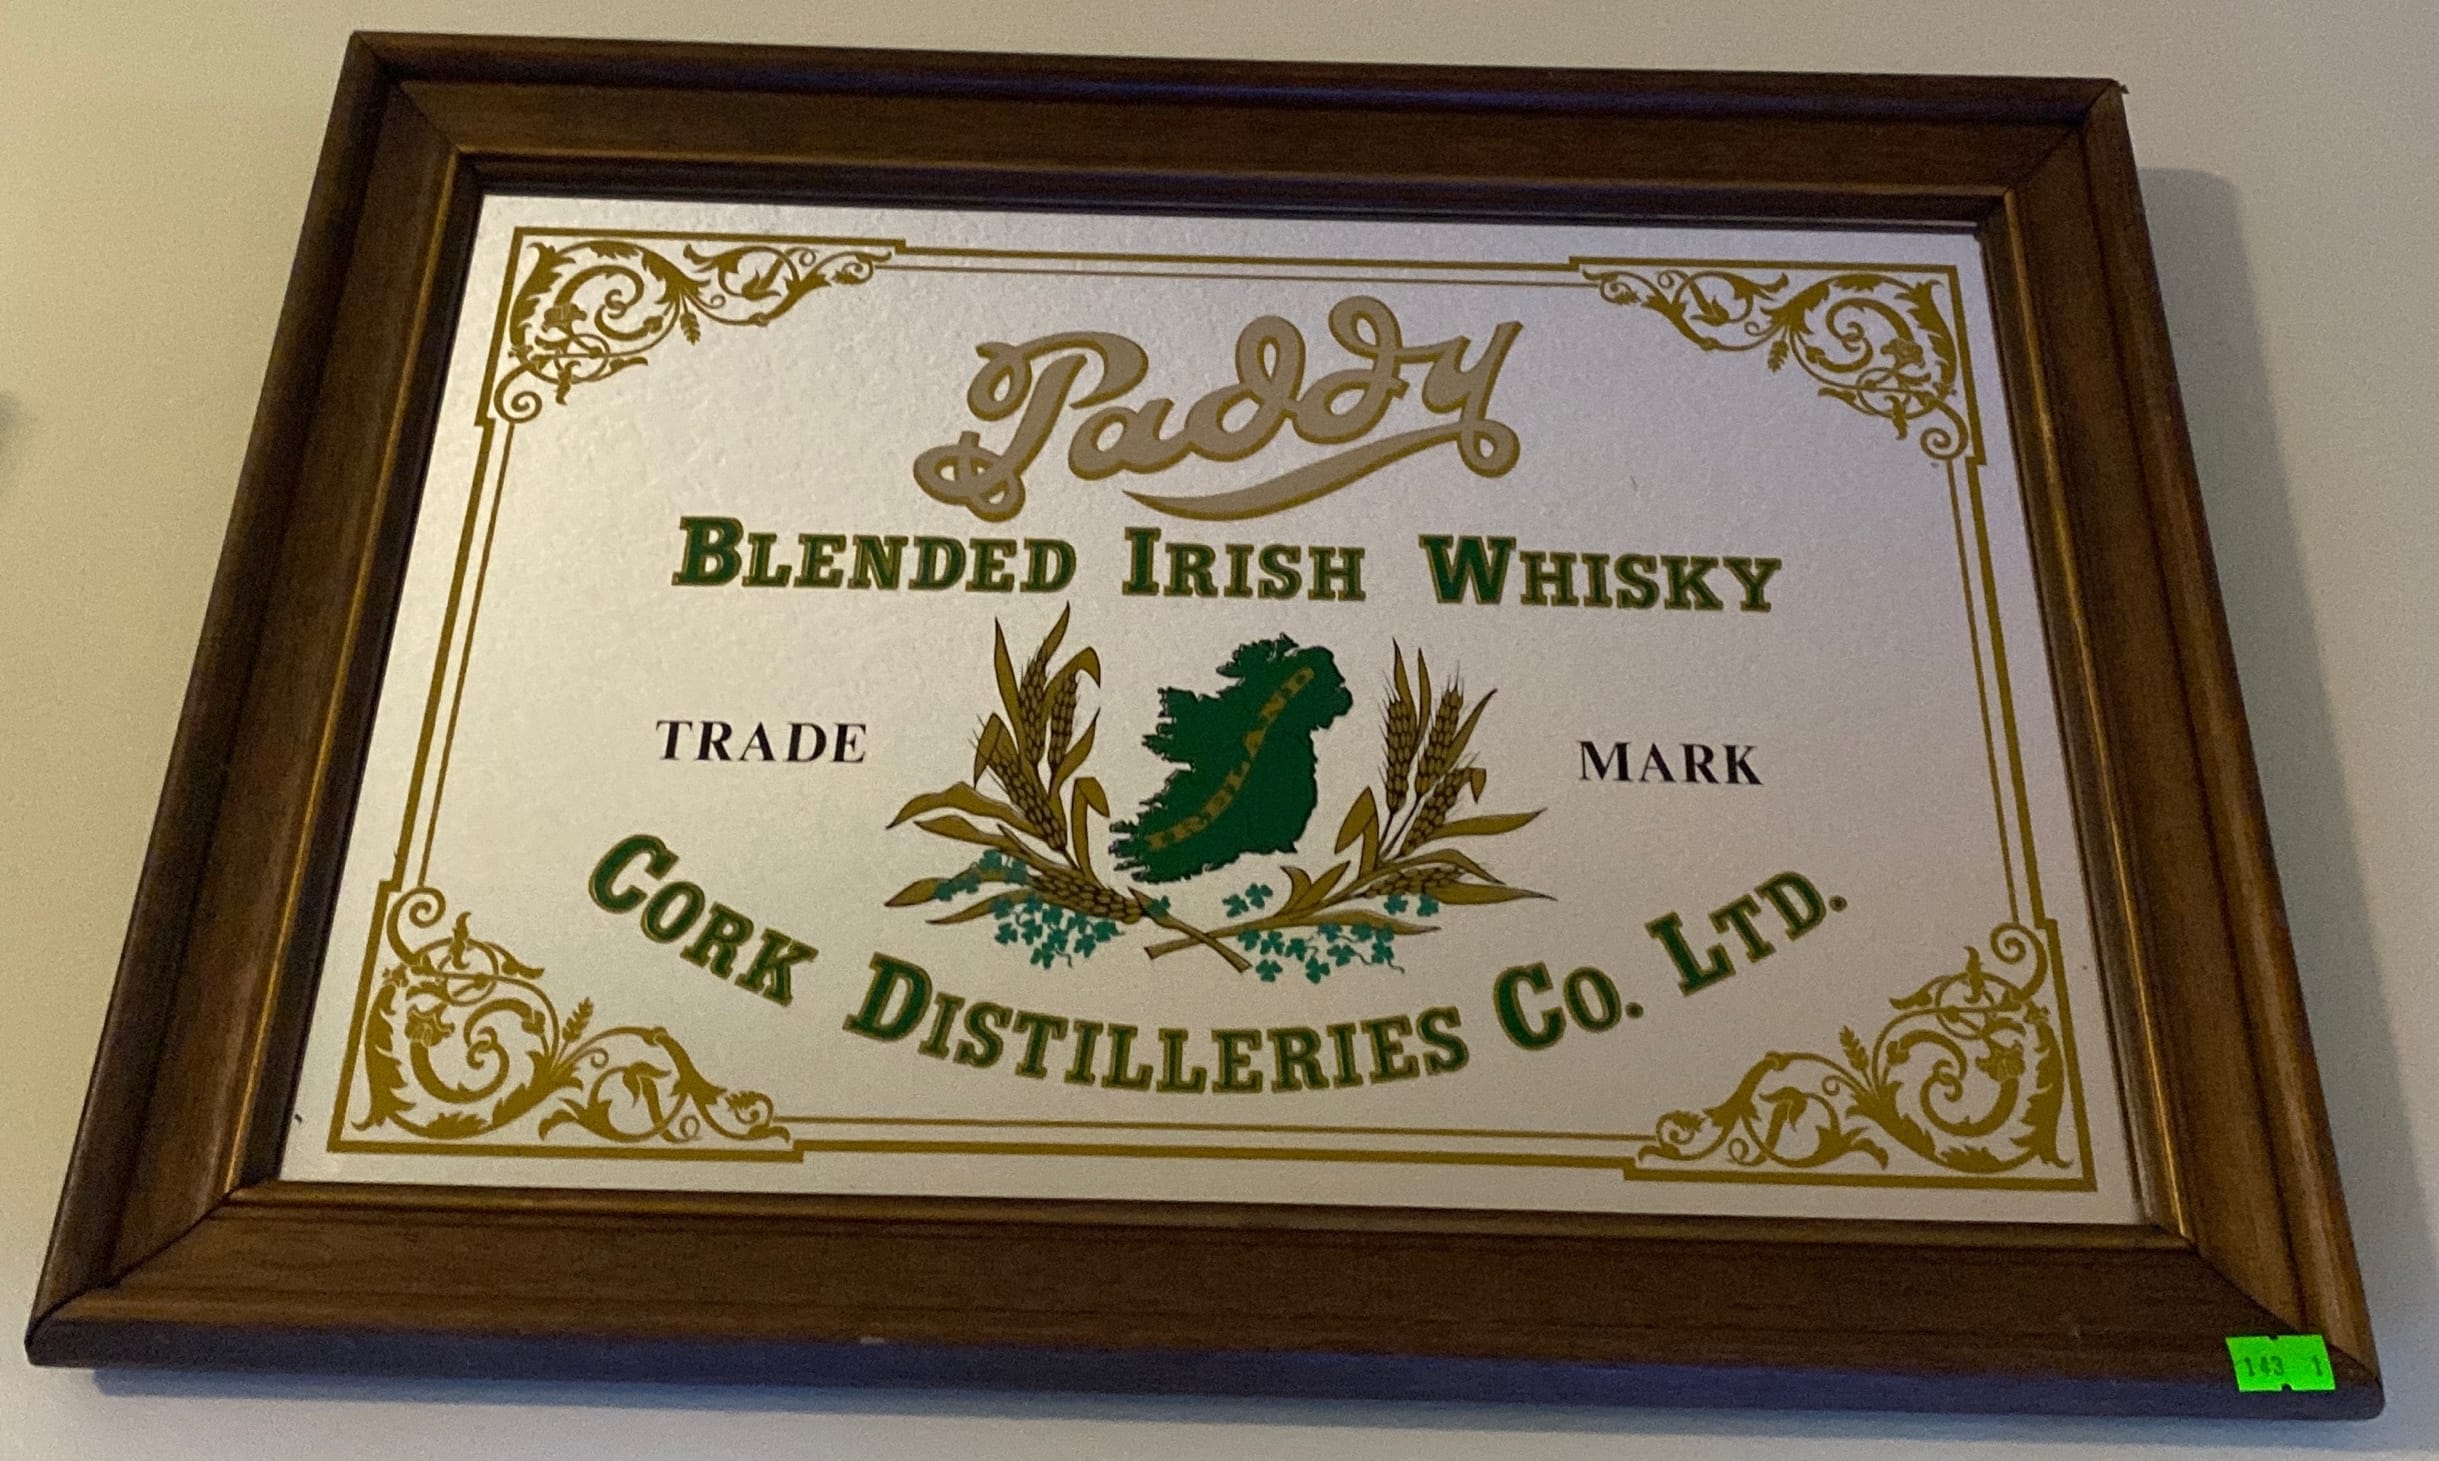 Paddy
BLENDED IRISH WHISKY
TRADE MARK
IRELAND
CORK DISTILLERIES CO. LTD.
143 1